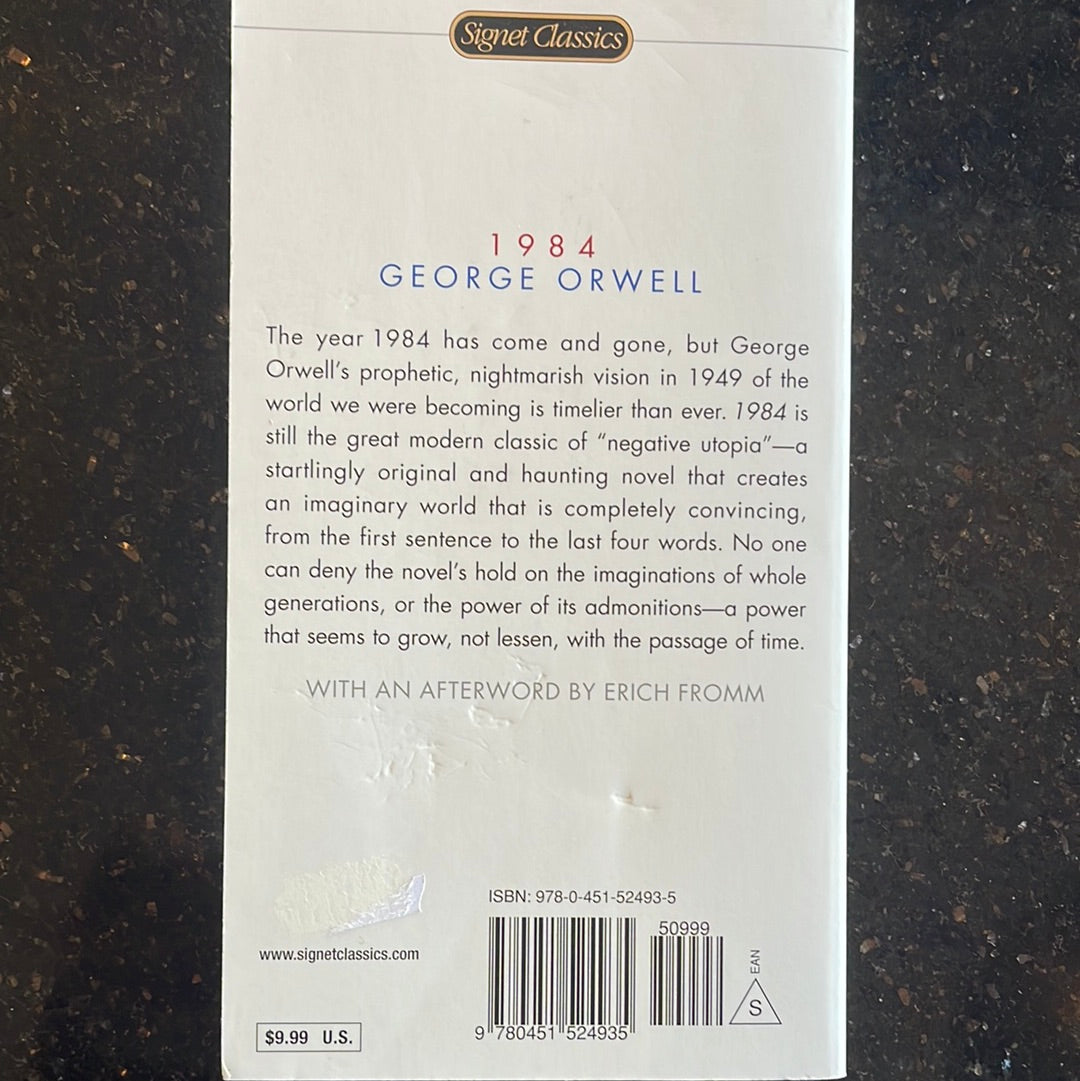 Signet Classics
1984
GEORGE ORWELL
The year 1984 has come and gone, but George
Orwell's prophetic, nightmarish vision in 1949 of the
world we were becoming is timelier than ever. 1984 is
still the great modern classic of “negative utopia”—a
startlingly original and haunting novel that creates
an imaginary world that is completely convincing,
from the first sentence to the last four words. No one
can deny the novel's hold on the imaginations of whole
generations, or the power of its admonitions—a power
that seems to grow, not lessen, with the passage of time.
WITH AN AFTERWORD BY ERICH FROMM
ISBN: 978-0-451-52493-5
50999
www.signetclassics.com
EAN
S
9 780451 524935
$9.99 U.S.